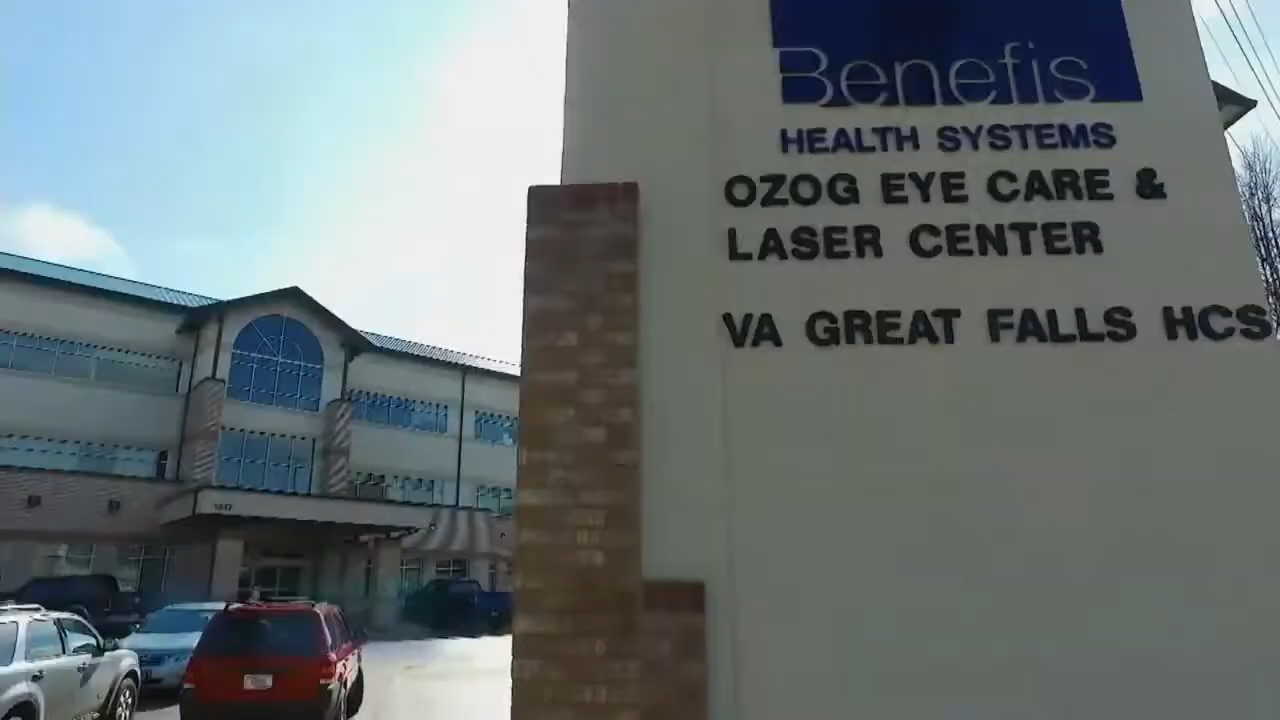 Benefis
HEALTH SYSTEMS
OZOG EYE CARE &
LASER CENTER
VA GREAT FALLS HCS